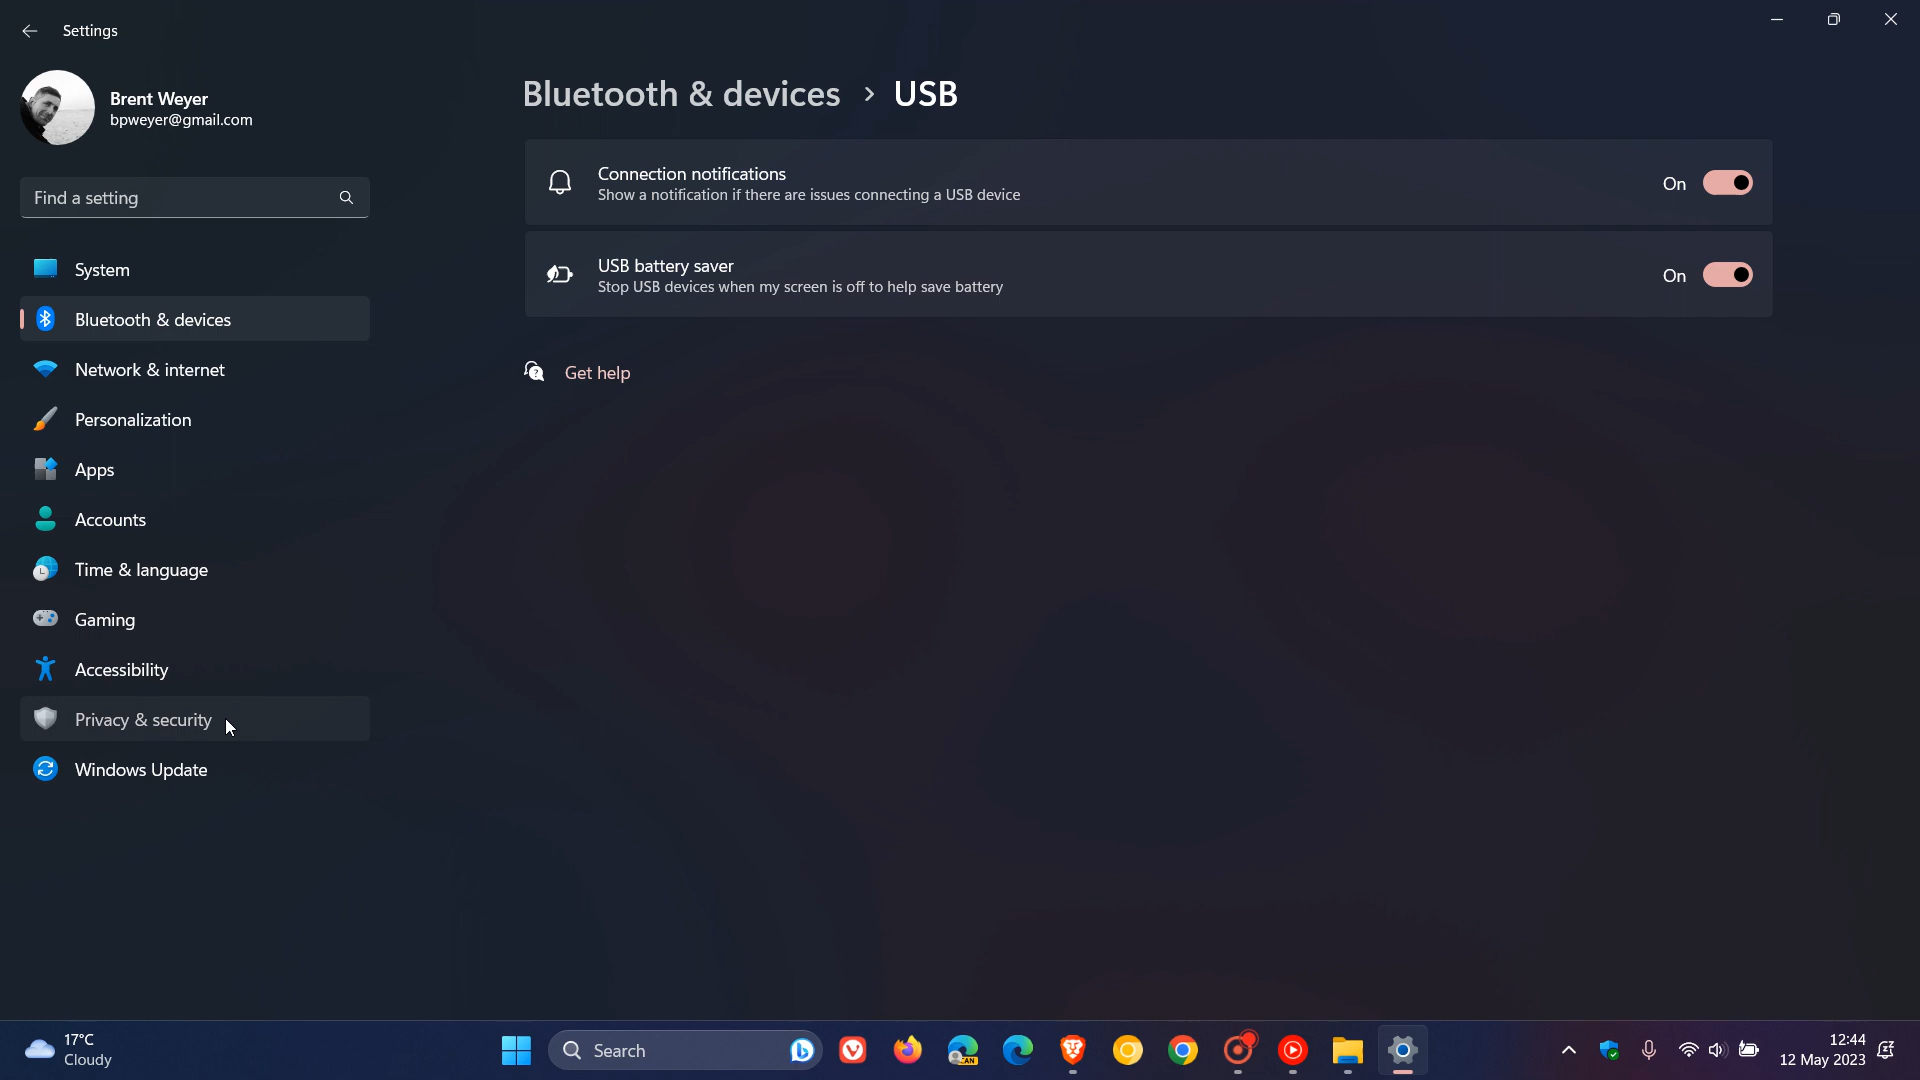 Settings
Brent Weyer
bpweyer@gmail.com
Find a setting
System
Bluetooth & devices
Network & internet
Personalization
Apps
Accounts
Time & language
Gaming
Accessibility
Privacy & security
Windows Update
Bluetooth & devices > USB
Connection notifications
Show a notification if there are issues connecting a USB device
On
USB battery saver
Stop USB devices when my screen is off to help save battery
On
Get help
17°C
Cloudy
Search
CAN
12:44
12 May 2023